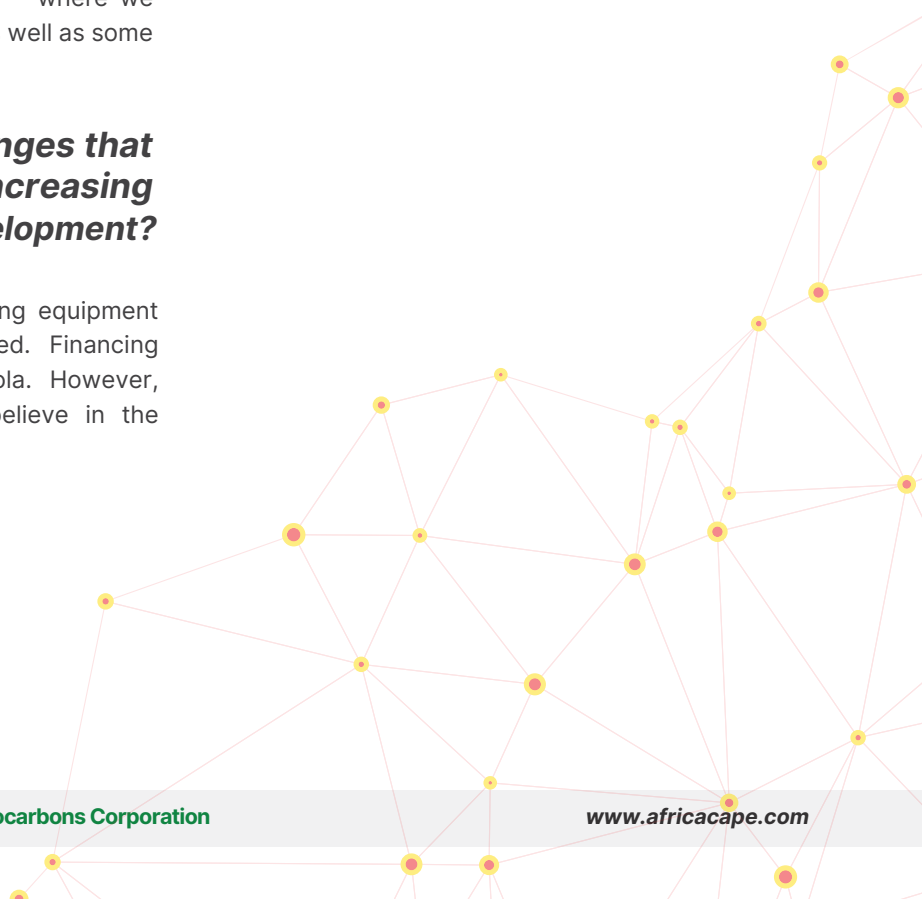 where we
well as some
nges that
ncreasing
elopment?
ng equipment
ed. Financing
ola. However,
believe in the
ocarbons Corporation
www.africacape.com